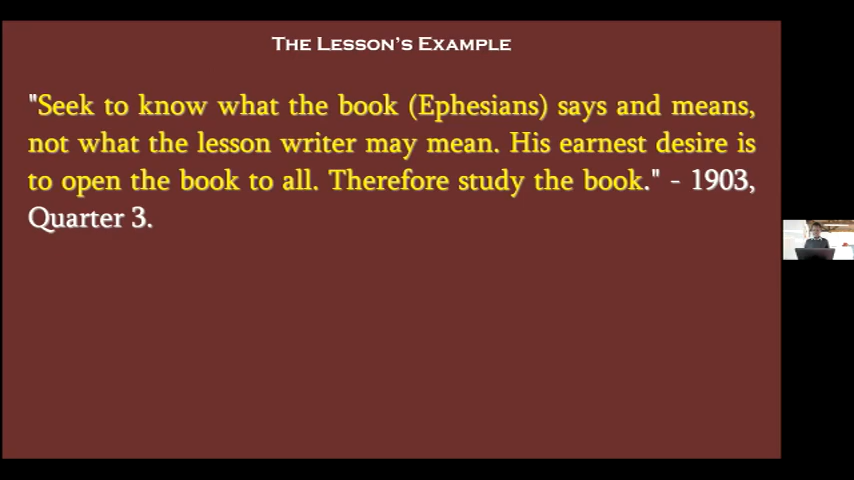 The Lesson's Example
"Seek to know what the book (Ephesians) says and means,
not what the lesson writer may mean. His earnest desire is
to open the book to all. Therefore study the book." - 1903,
Quarter 3.